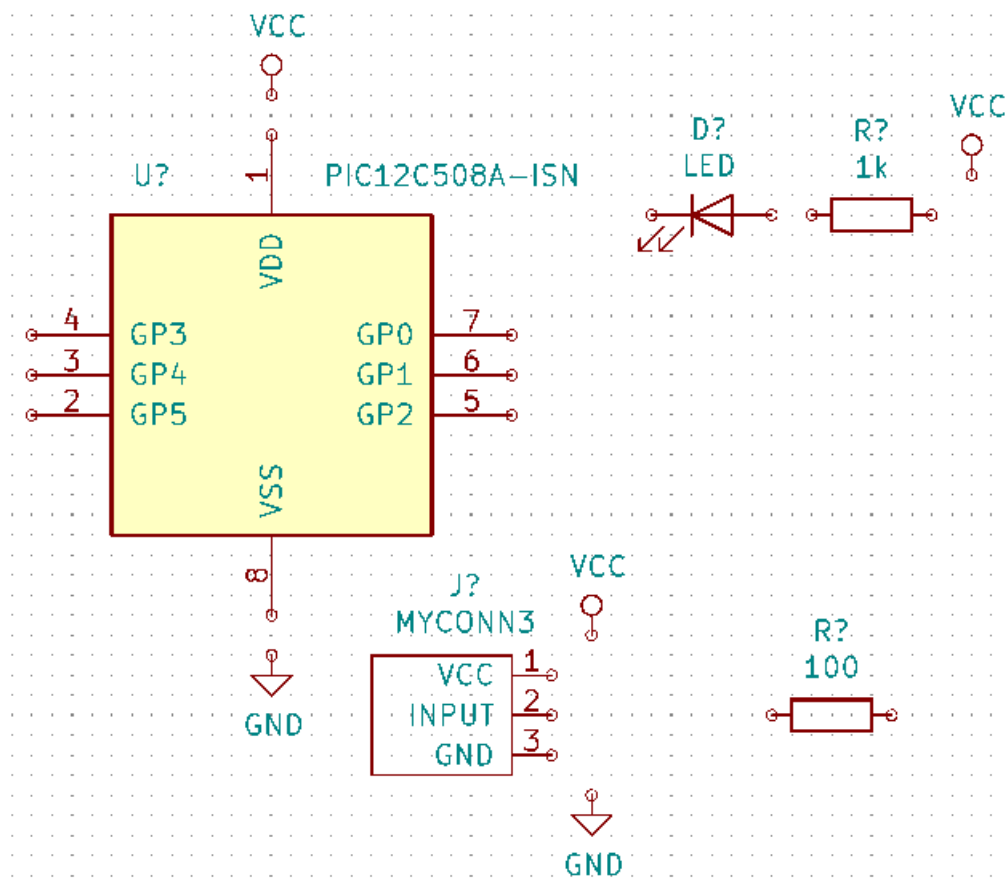 VCC
VCC
D?
R?
LED
1k
U?
1
PIC12C508A-ISN
VDD
4
GP3
GP0
7
3
GP4
GP1
6
2
GP5
GP2
5
VSS
8
VCC
J?
MYCONN3
R?
100
VCC
1
INPUT
2
GND
3
GND
GND